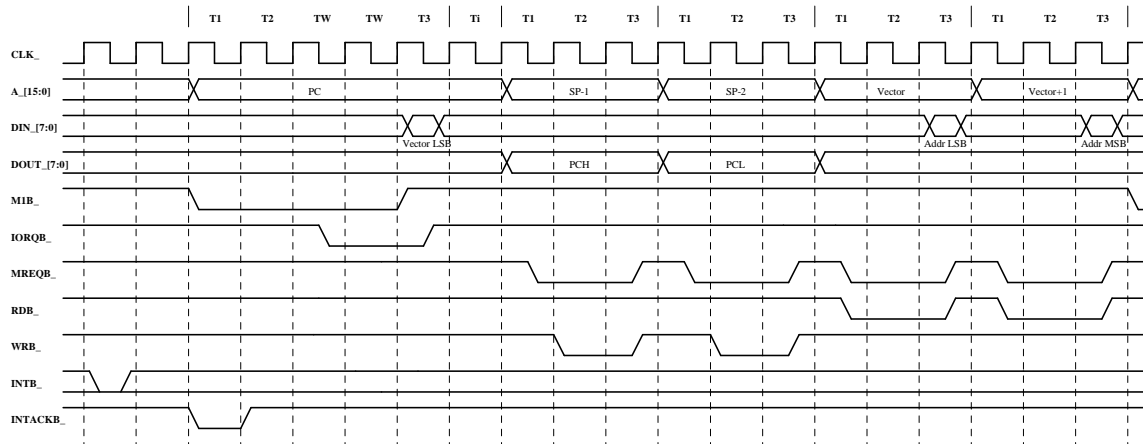 T1 T2 TW TW T3 Ti T1 T2 T3 T1 T2 T3 T1 T2 T3 T1 T2 T3
CLK_
A_[15:0] PC SP-1 SP-2 Vector Vector+1
DIN_[7:0]
Vector LSB Addr LSB Addr MSB
DOUT_[7:0] PCH PCL
M1B_
IORQB_
MREQB_
RDB_
WRB_
INTB_
INTACKB_